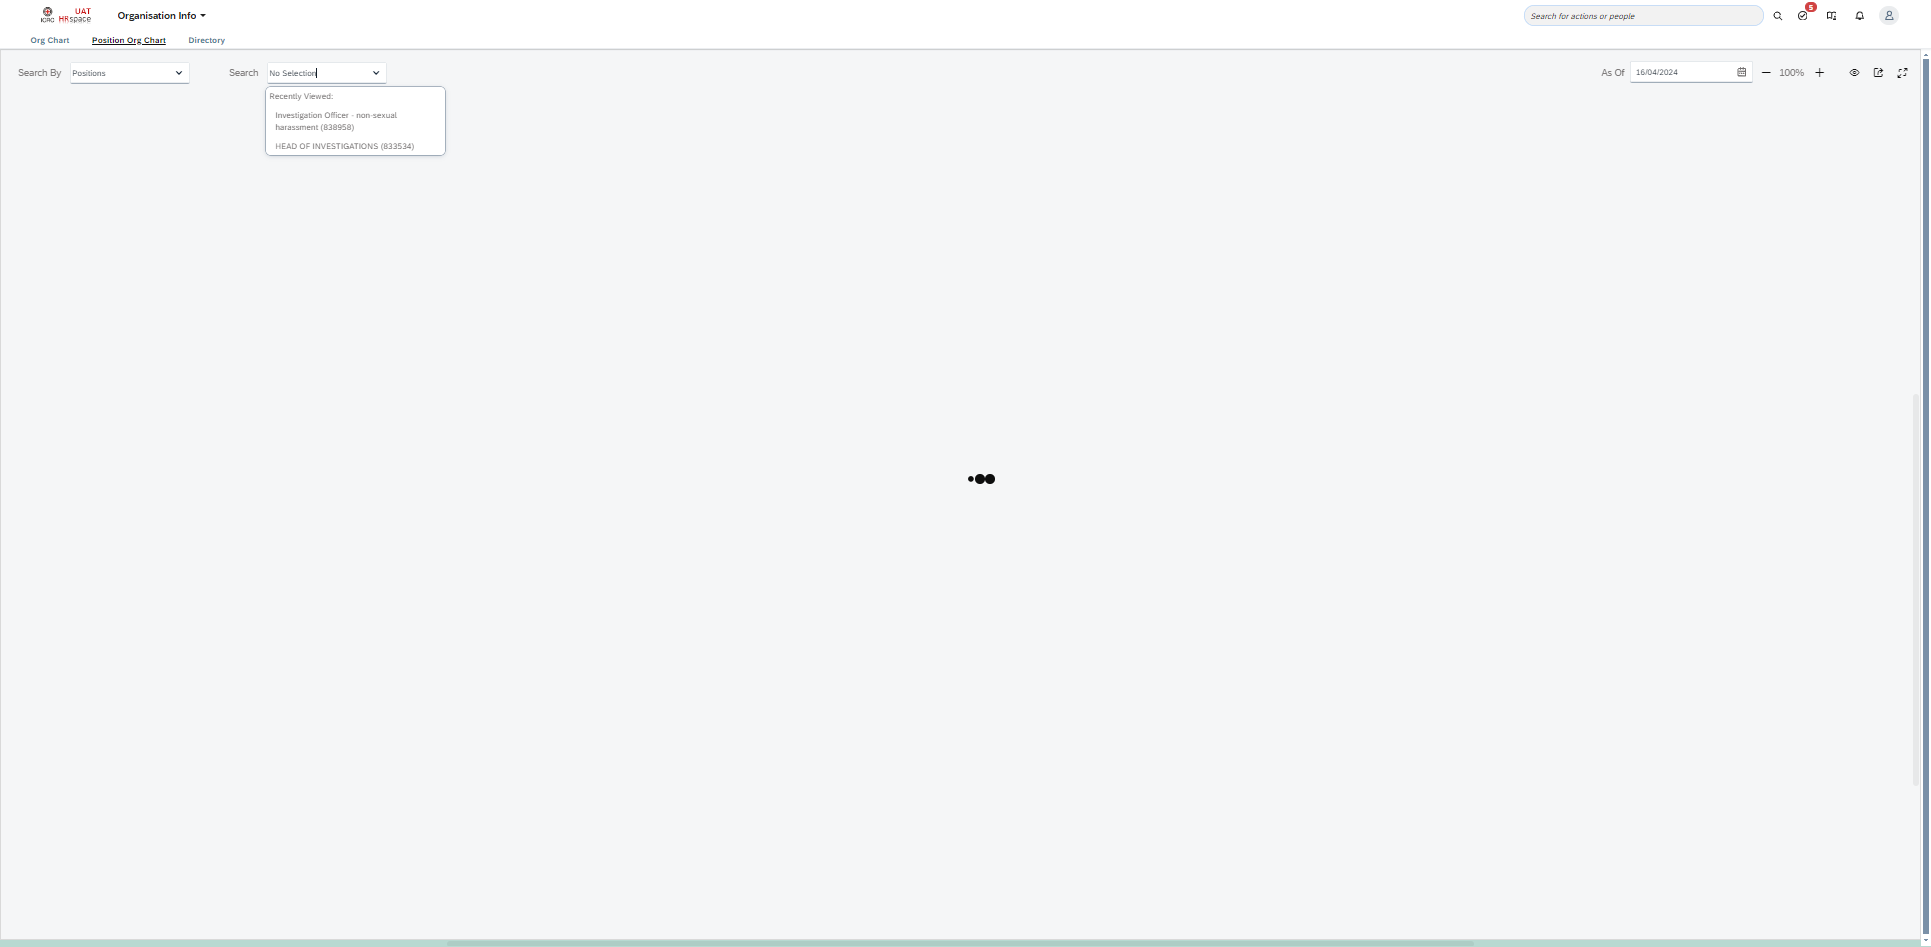 UAT
ICRC HRspace
Organisation Info
Search for actions or people
5
Org Chart
Position Org Chart
Directory
Search By
Positions
Search
No Selection
As Of
16/04/2024
100%
Recently Viewed:
Investigation Officer - non-sexual
harassment (838958)
HEAD OF INVESTIGATIONS (833534)